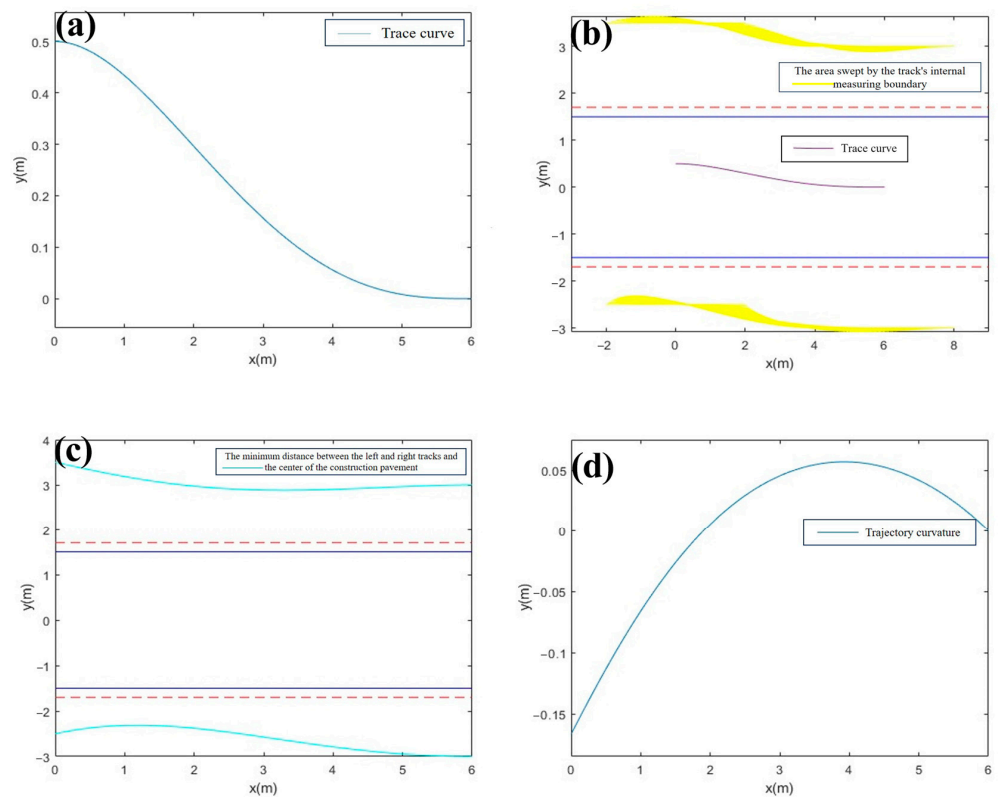 (a)
Trace curve
0.5
0.4
0.3
0.2
0.1
0
y(m)
0 1 2 3 4 5 6
x(m)
(b)
The area swept by the track's internal
measuring boundary
Trace curve
3
2
1
0
−1
−2
−3
y(m)
−2 0 2 4 6 8
x(m)
(c)
The minimum distance between the left and right tracks and
the center of the construction pavement
4
3
2
1
0
−1
−2
−3
y(m)
0 1 2 3 4 5 6
x(m)
(d)
Trajectory curvature
0.05
0
−0.05
−0.1
−0.15
y(m)
0 1 2 3 4 5 6
x(m)